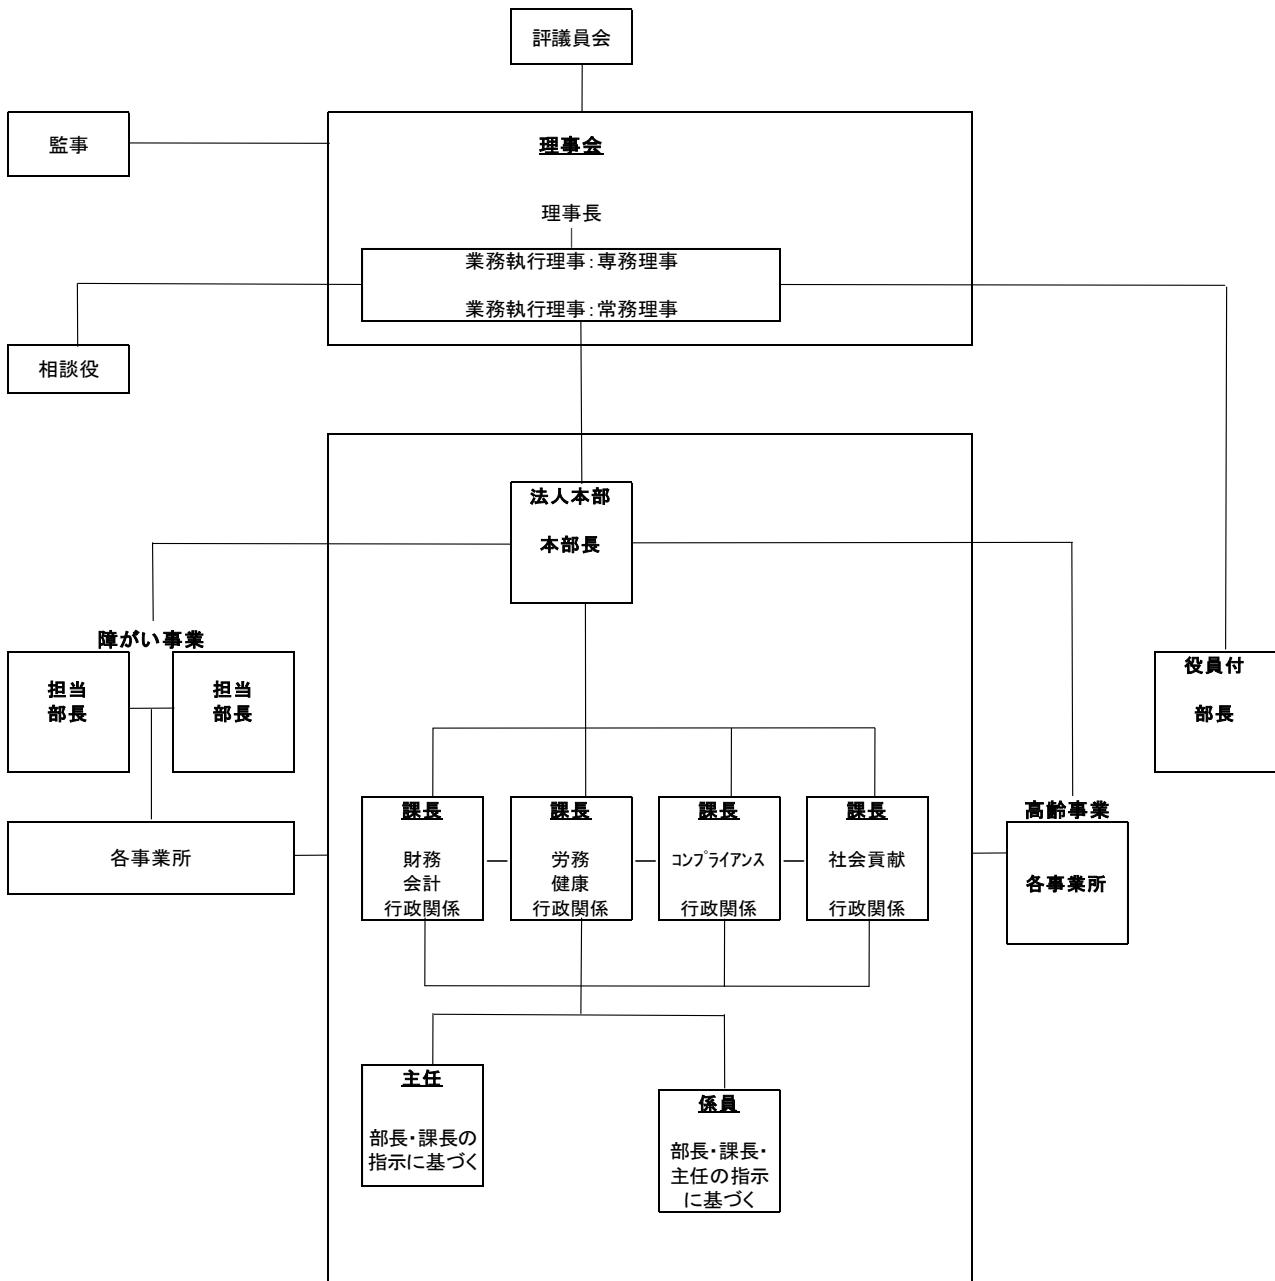 評議員会
監事
理事会
理事長
業務執行理事:専務理事
業務執行理事:常務理事
相談役
法人本部
本部長
障がい事業
担当
部長
担当
部長
役員付
部長
各事業所
課長
財務
会計
行政関係
課長
労務
健康
行政関係
課長
コンプライアンス
行政関係
課長
社会貢献
行政関係
高齢事業
各事業所
主任
部長・課長の
指示に基づく
係員
部長・課長・
主任の指示
に基づく